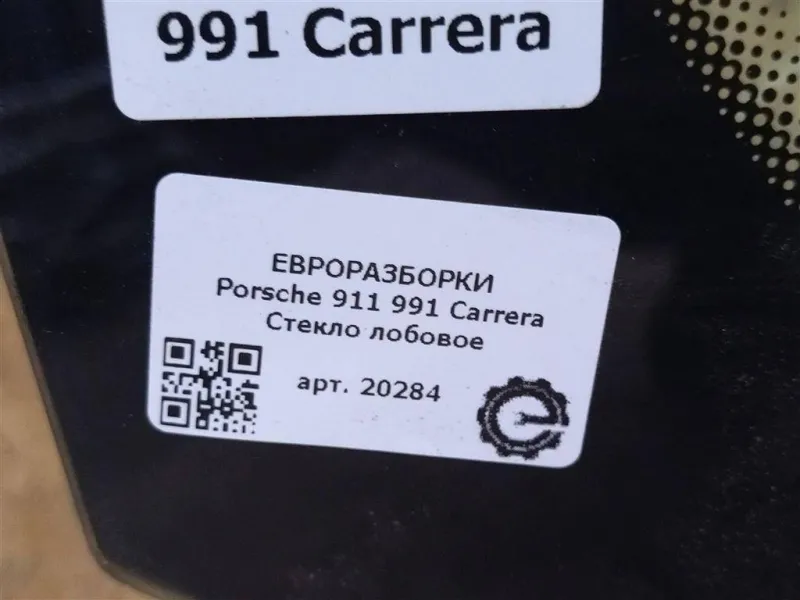 991 Carrera
ЕВРОРАЗБОРКИ
Porsche 911 991 Carrera
Стекло лобовое
арт. 20284